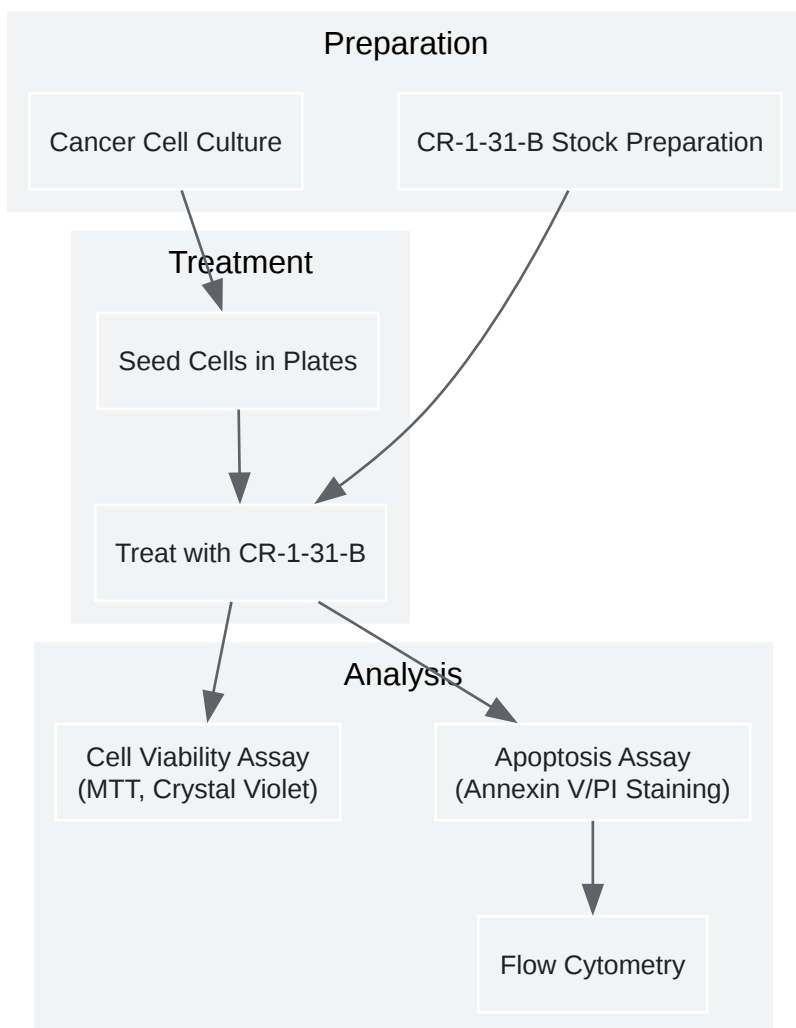 Preparation
Cancer Cell Culture
CR-1-31-B Stock Preparation
Treatment
Seed Cells in Plates
Treat with CR-1-31-B
Analysis
Cell Viability Assay
(MTT, Crystal Violet)
Apoptosis Assay
(Annexin V/PI Staining)
Flow Cytometry